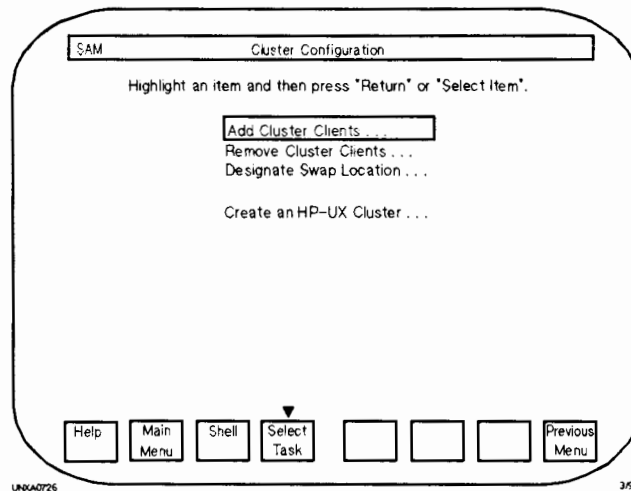 SAM Cluster Configuration
Highlight an item and then press "Return" or "Select Item".
Add Cluster Clients . . . .
Remove Cluster Clients . . .
Designate Swap Location . . .
Create an HP-UX Cluster . . .
Help Main Menu Shell Select Task Previous Menu
UNXA0726